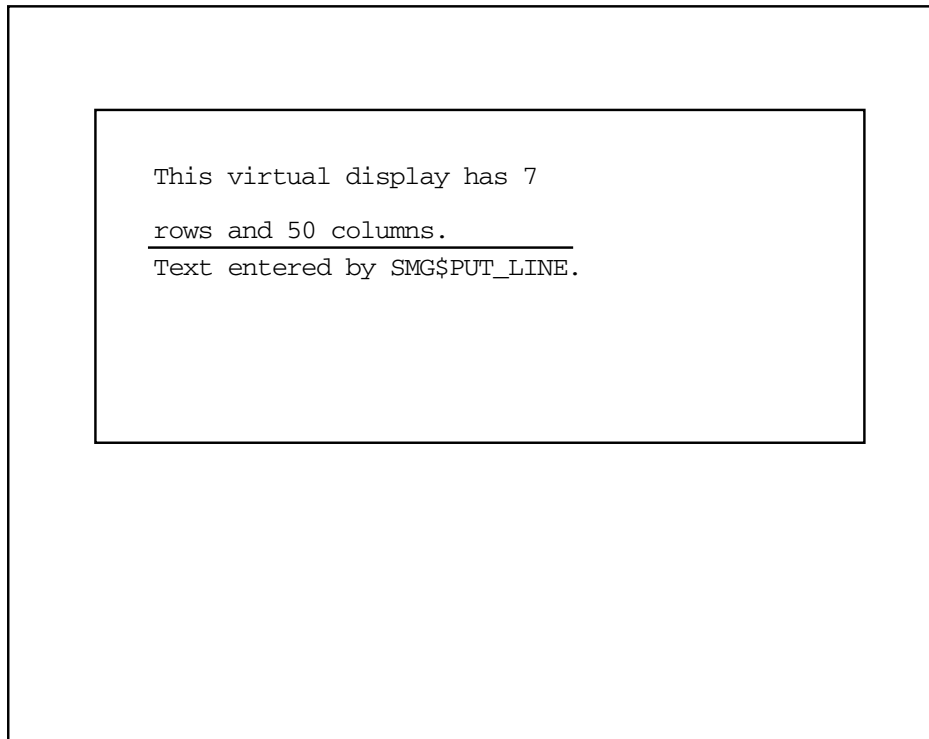 This virtual display has 7
rows and 50 columns.
Text entered by SMG$PUT_LINE.